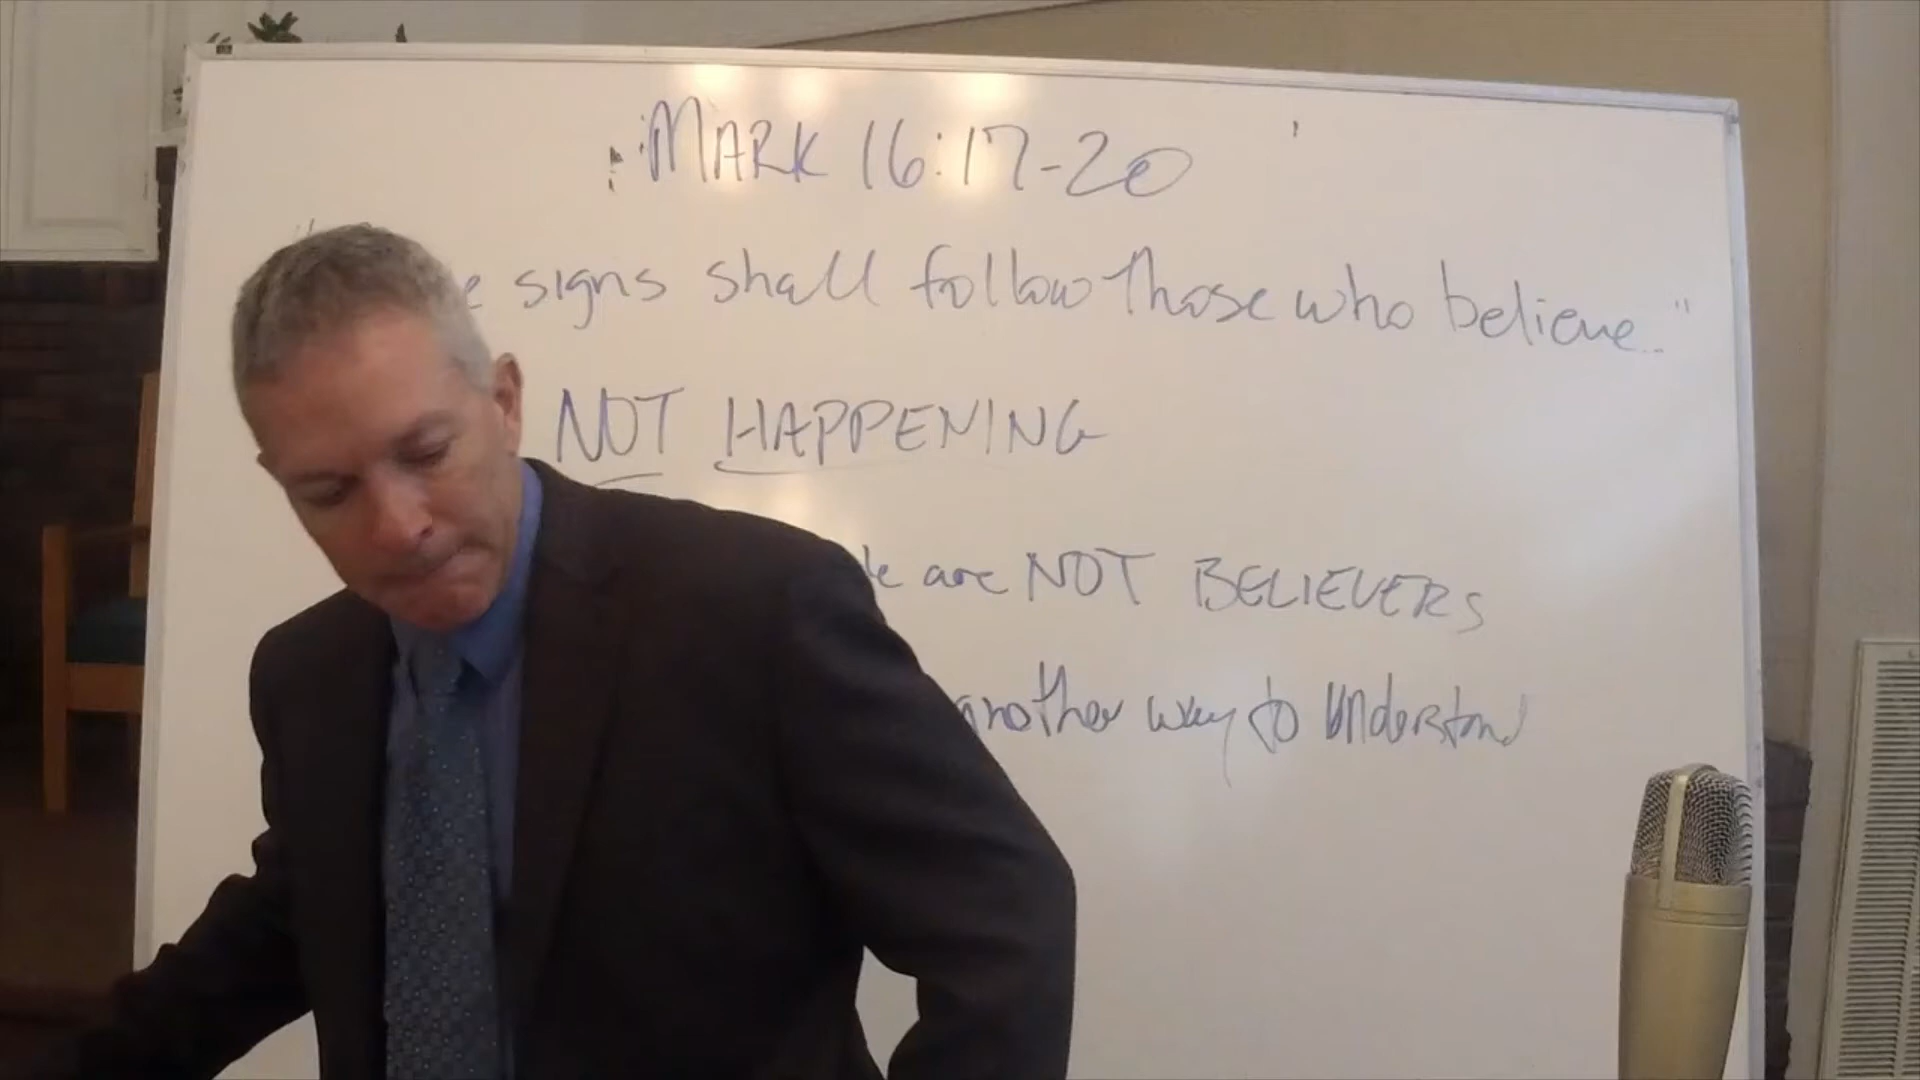 MARK 16:17-20
signs shall follow those who believe.."
NOT HAPPENING
are NOT BELIEVERS
another way to understand